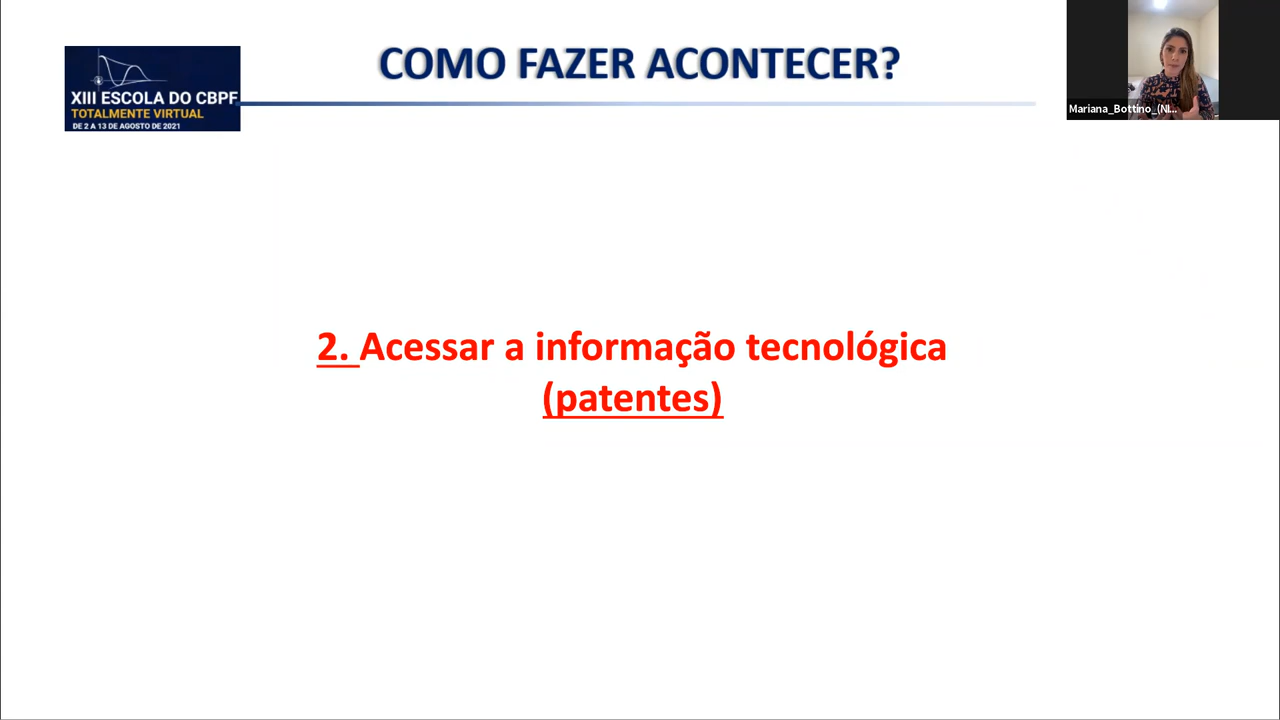 COMO FAZER ACONTECER?
XIII ESCOLA DO CBPF
TOTALMENTE VIRTUAL
DE 2 A 13 DE AGOSTO DE 2021
Mariana_Bottino_(NI...
2. Acessar a informação tecnológica
(patentes)